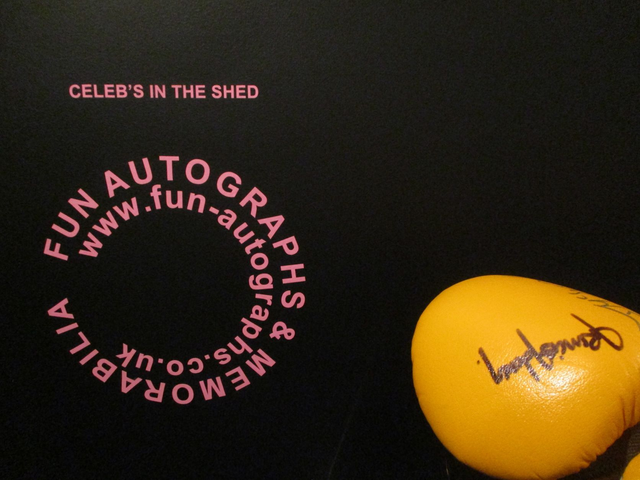 CELEB'S IN THE SHED
FUN AUTOGRAPHS & MEMORABILIA
www.fun-autographs.co.uk